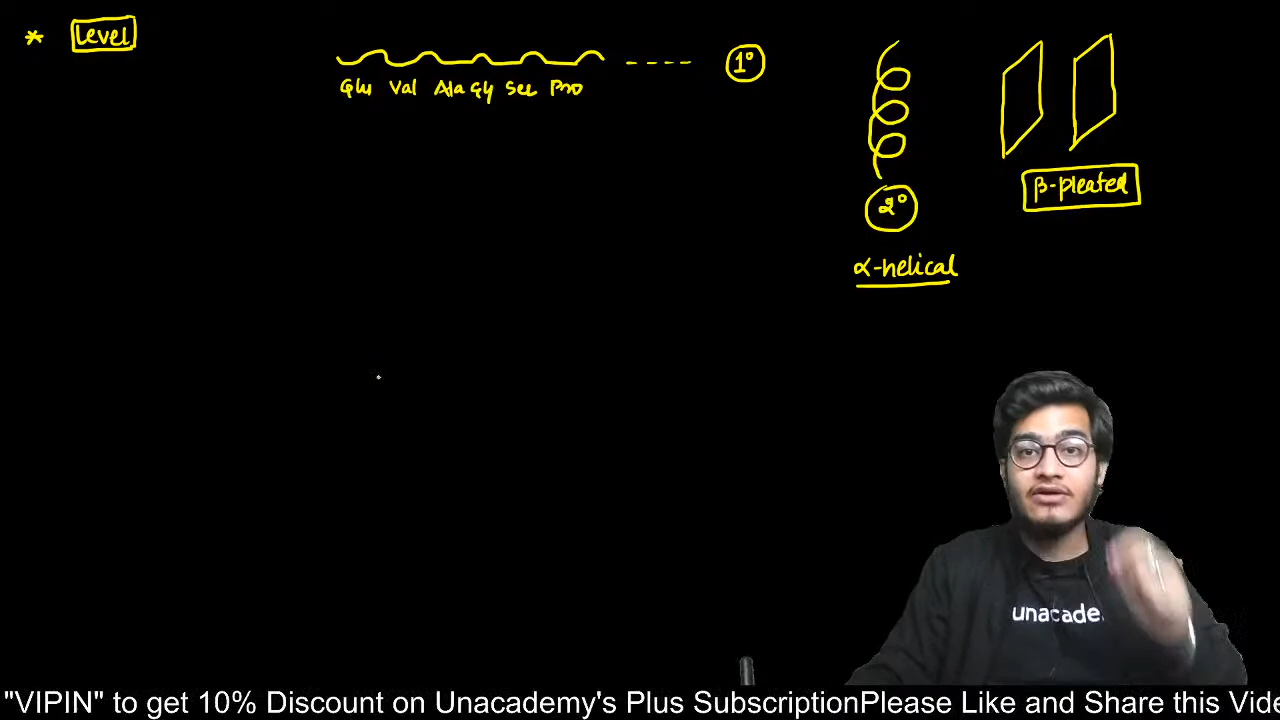 * Level
1°
Glu Val Ala Gly Ser Pro
β-pleated
2°
α-helical
unacade
"VIPIN" to get 10% Discount on Unacademy's Plus SubscriptionPlease Like and Share this Vide